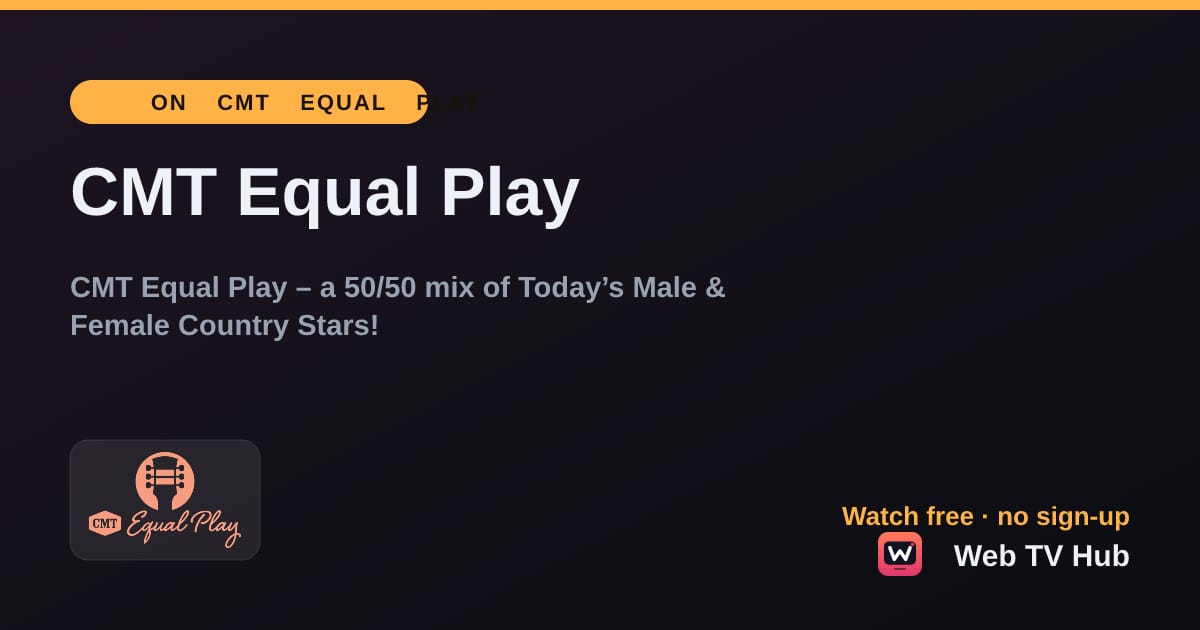 ON CMT EQUAL PLAY
CMT Equal Play
CMT Equal Play – a 50/50 mix of Today’s Male &
Female Country Stars!
CMT Equal Play
Watch free · no sign-up
W Web TV Hub